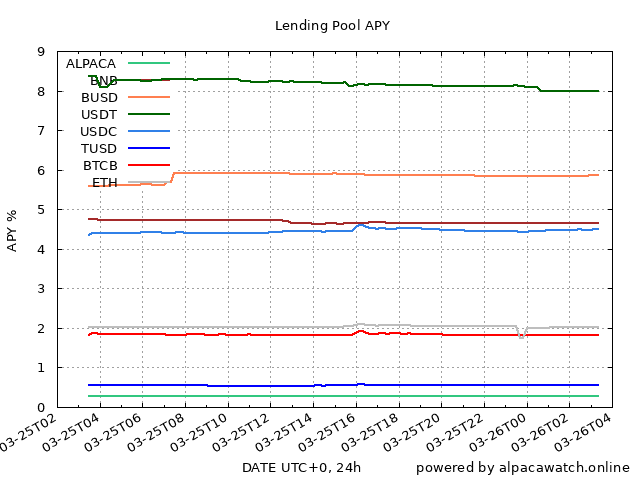 Lending Pool APY
APY %
9
8
7
6
5
4
3
2
1
0
ALPACA
BNB
BUSD
USDT
USDC
TUSD
BTCB
ETH
03-25T02
03-25T04
03-25T06
03-25T08
03-25T10
03-25T12
03-25T14
03-25T16
03-25T18
03-25T20
03-25T22
03-26T00
03-26T02
03-26T04
DATE UTC+0, 24h
powered by alpacawatch.online